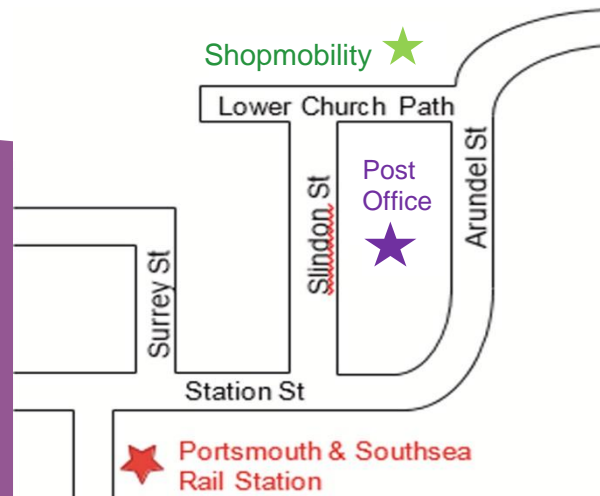 Shopmobility
Lower Church Path
Post
Office
Arundel St
Slindon St
Surrey St
Station St
Portsmouth & Southsea
Rail Station